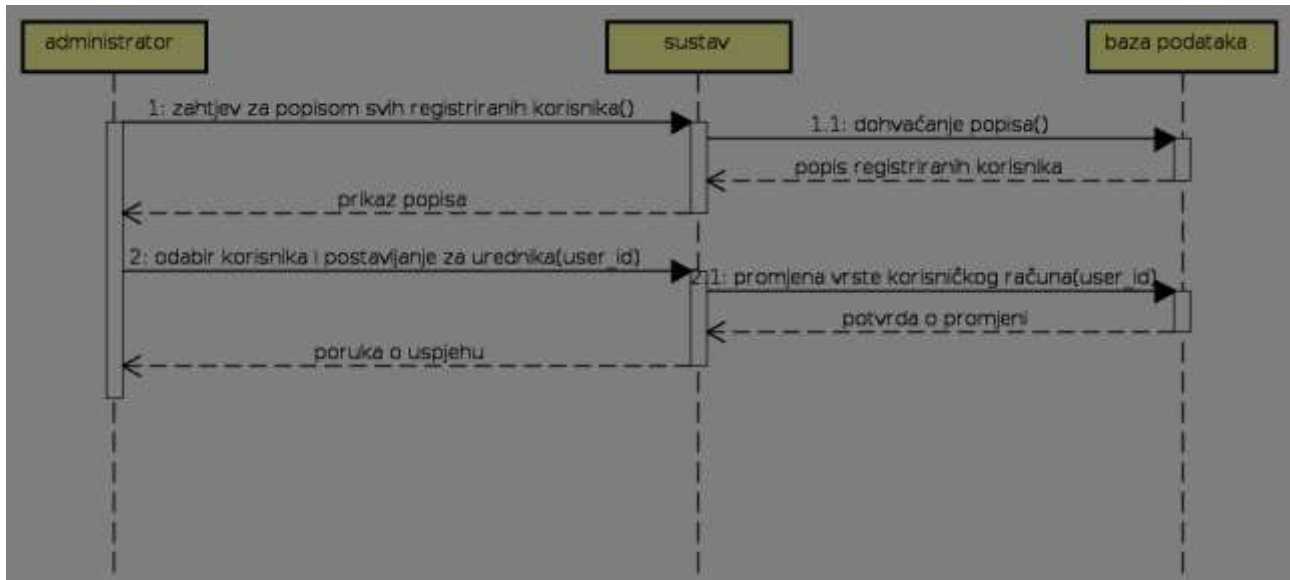 administrator
sustav
baza podataka
1: zahtjev za popisom svih registriranih korisnika()
1.1: dohvaćanje popisa()
popis registriranih korisnika
prikaz popisa
2: odabir korisnika i postavljanje za urednika(user_id)
2.1: promjena vrste korisničkog računa(user_id)
potvrda o promjeni
poruka o uspjehu